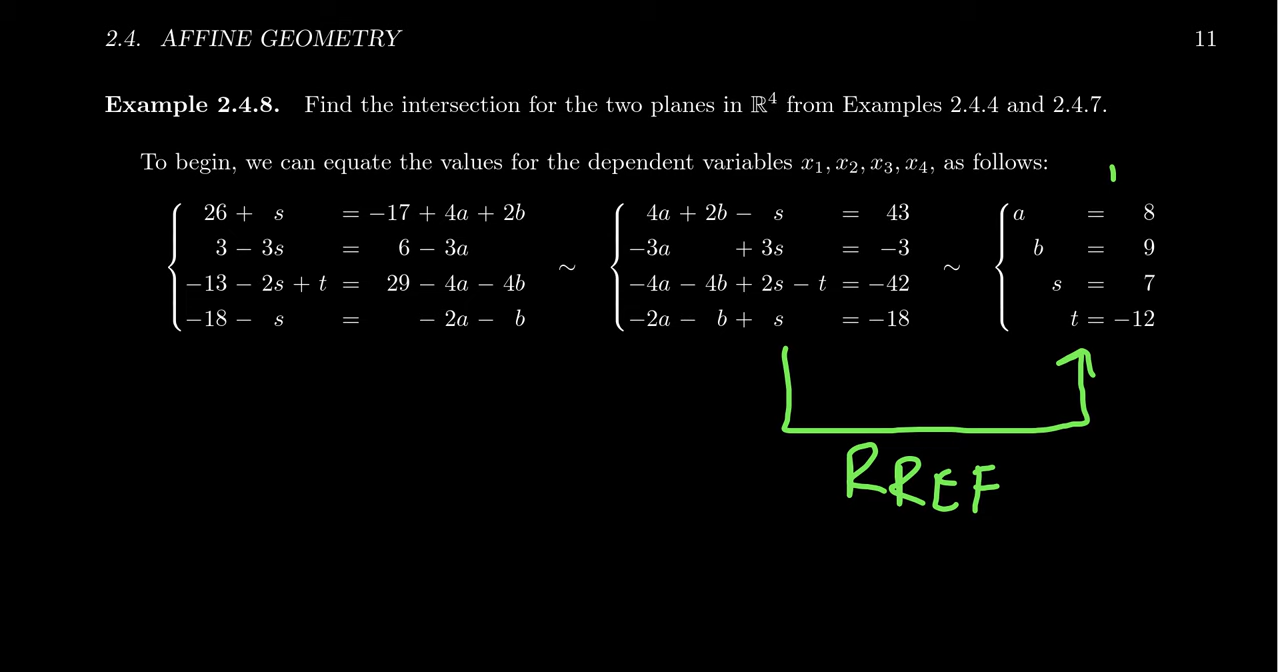 2.4. AFFINE GEOMETRY 11
Example 2.4.8. Find the intersection for the two planes in ℝ⁴ from Examples 2.4.4 and 2.4.7.
To begin, we can equate the values for the dependent variables x₁, x₂, x₃, x₄, as follows:
26 + s = −17 + 4a + 2b 4a + 2b − s = 43 a = 8
3 − 3s = 6 − 3a −3a + 3s = −3 b = 9
∼ ∼
−13 − 2s + t = 29 − 4a − 4b −4a − 4b + 2s − t = −42 s = 7
−18 − s = − 2a − b −2a − b + s = −18 t = −12
RREF